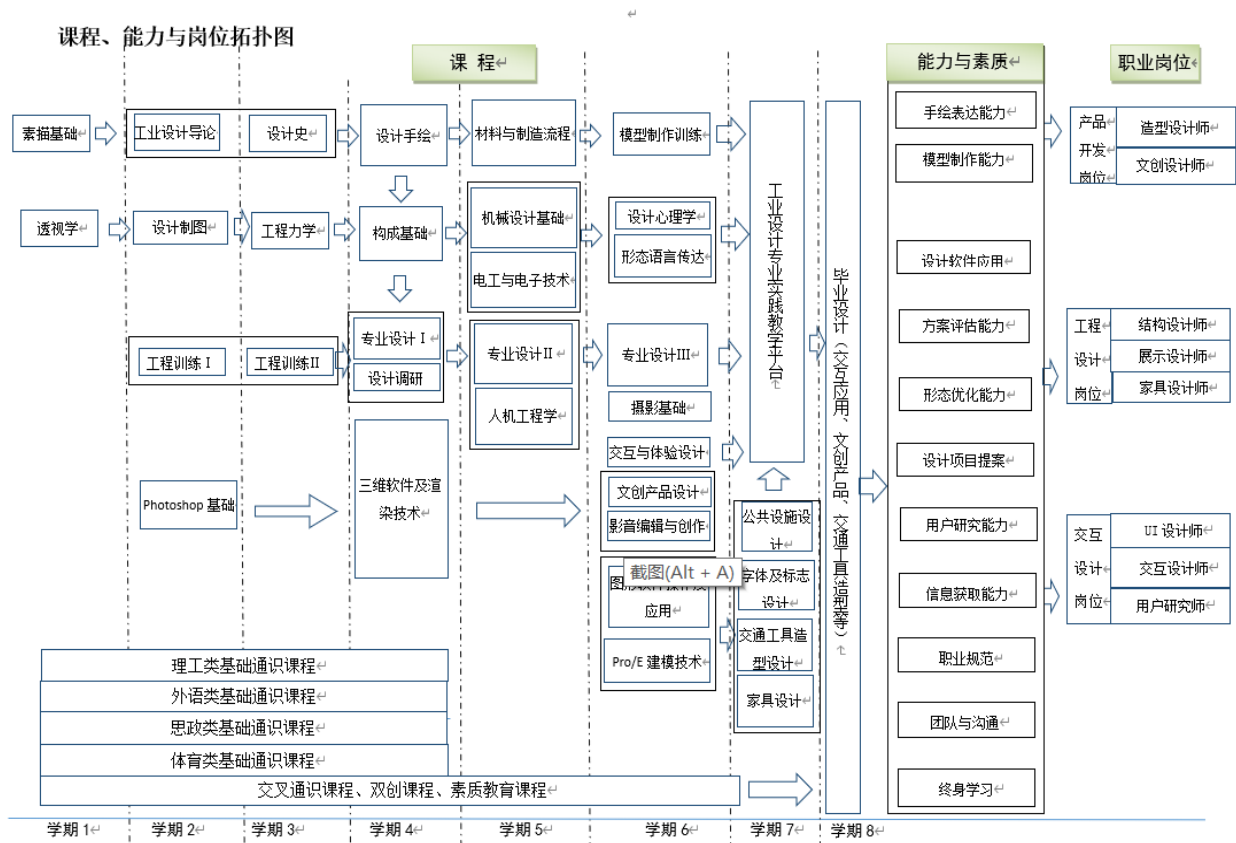 课程、能力与岗位拓扑图
课 程
能力与素质
职业岗位
素描基础
工业设计导论
设计史
设计手绘
材料与制造流程
模型制作训练
透视学
设计制图
工程力学
构成基础
机械设计基础
电工与电子技术
设计心理学
形态语言传达
工程训练 I
工程训练II
专业设计 I
设计调研
专业设计II
人机工程学
专业设计III
摄影基础
交互与体验设计
Photoshop 基础
三维软件及渲
染技术
文创产品设计
影音编辑与创作
截图(Alt + A)
应用
Pro/E 建模技术
公共设施设
计
字体及标志
设计
交通工具造
型设计
家具设计
工业设计专业实践教学平台
毕业设计（交互应用、文创产品、交通工具造型等）
手绘表达能力
模型制作能力
设计软件应用
方案评估能力
形态优化能力
设计项目提案
用户研究能力
信息获取能力
职业规范
团队与沟通
终身学习
产品
开发
岗位
造型设计师
文创设计师
工程
设计
岗位
结构设计师
展示设计师
家具设计师
交互
设计
岗位
UI 设计师
交互设计师
用户研究师
理工类基础通识课程
外语类基础通识课程
思政类基础通识课程
体育类基础通识课程
交叉通识课程、双创课程、素质教育课程
学期 1
学期 2
学期 3
学期 4
学期 5
学期 6
学期 7
学期 8